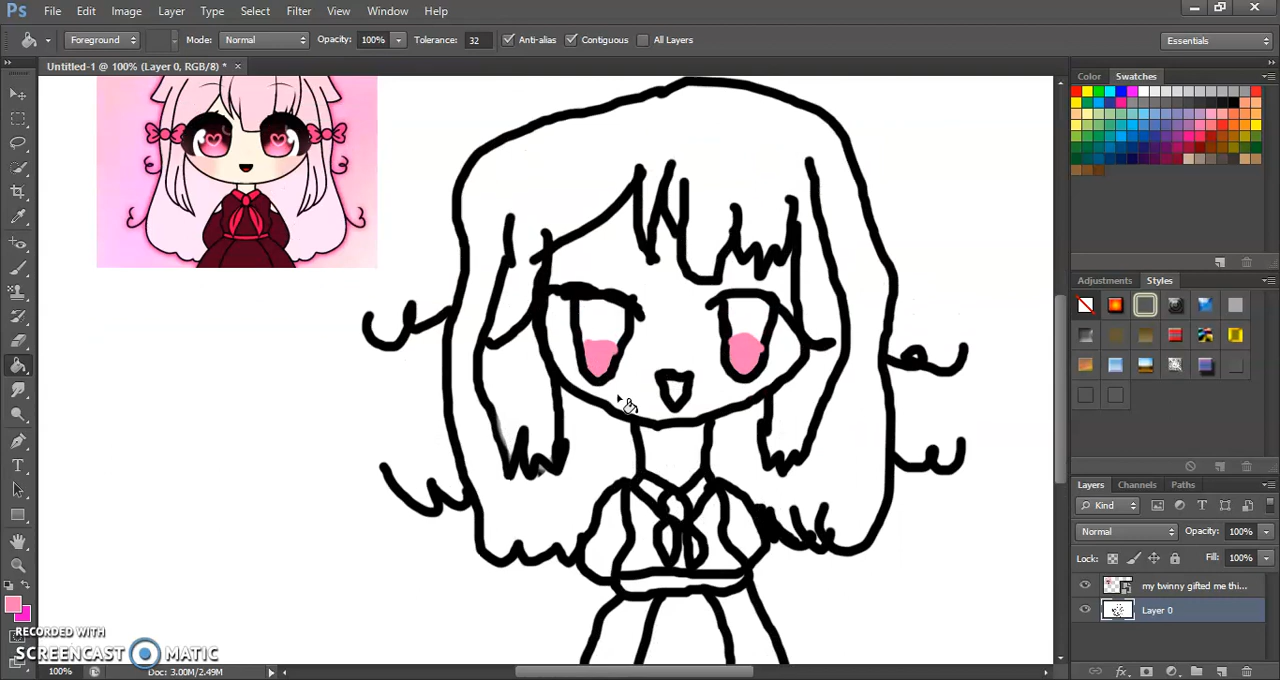 Ps File Edit Image Layer Type Select Filter View Window Help
Foreground Mode: Normal Opacity: 100% Tolerance: 32 Anti-alias Contiguous All Layers Essentials
Untitled-1 @ 100% (Layer 0, RGB/8) * ×
Color Swatches
Adjustments Styles
Layers Channels Paths
Kind
Normal Opacity: 100%
Lock: Fill: 100%
my twinny gifted me thi...
Layer 0
RECORDED WITH
SCREENCAST MATIC
100% Doc: 3.00M/2.49M